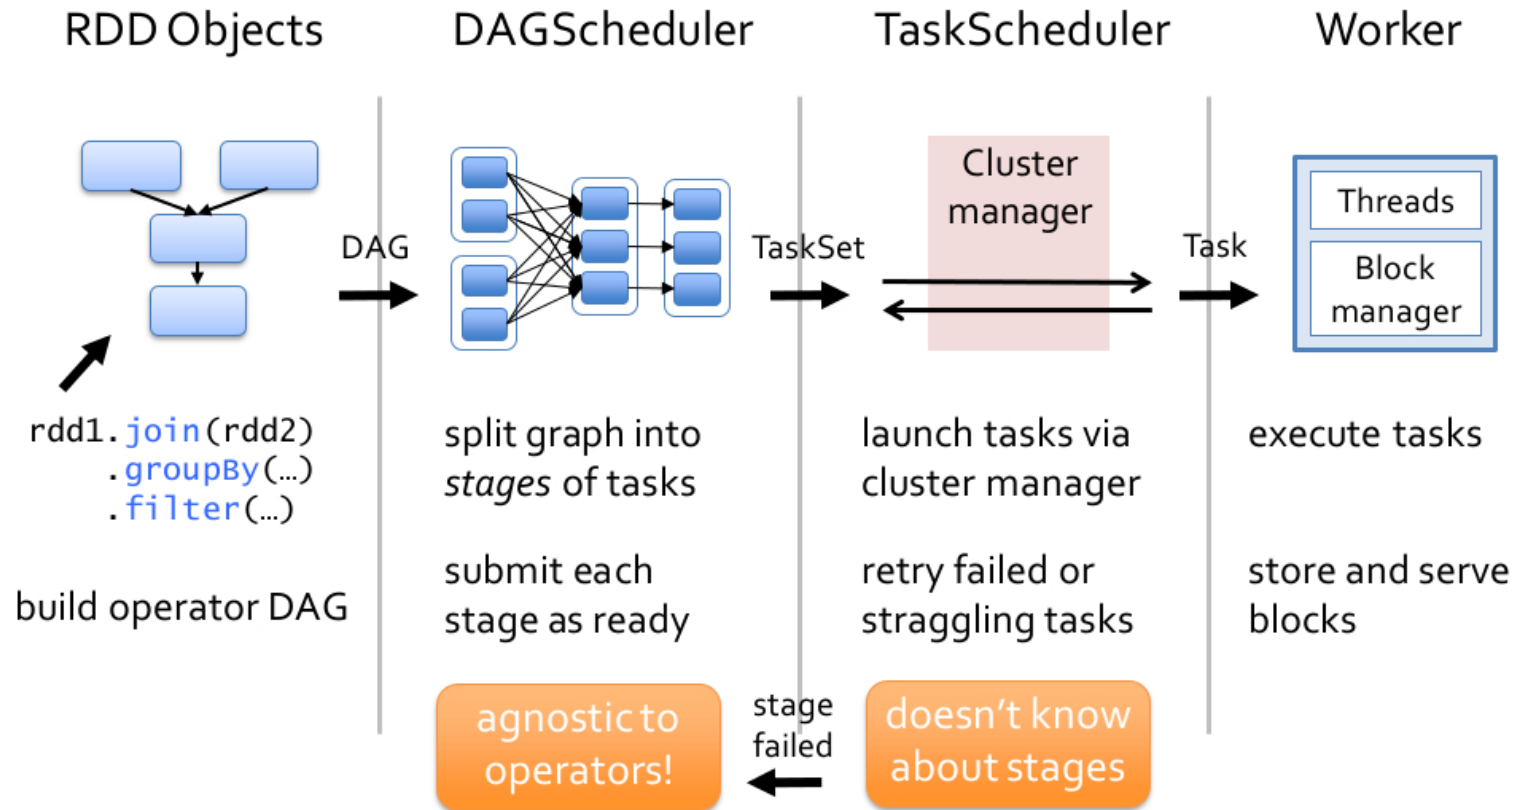 RDD Objects
DAGScheduler
TaskScheduler
Worker
DAG
TaskSet
Cluster
manager
Task
Threads
Block
manager
rdd1.join(rdd2)
.groupBy(…)
.filter(…)
build operator DAG
split graph into
stages of tasks
submit each
stage as ready
launch tasks via
cluster manager
retry failed or
straggling tasks
execute tasks
store and serve
blocks
agnostic to
operators!
stage
failed
doesn’t know
about stages